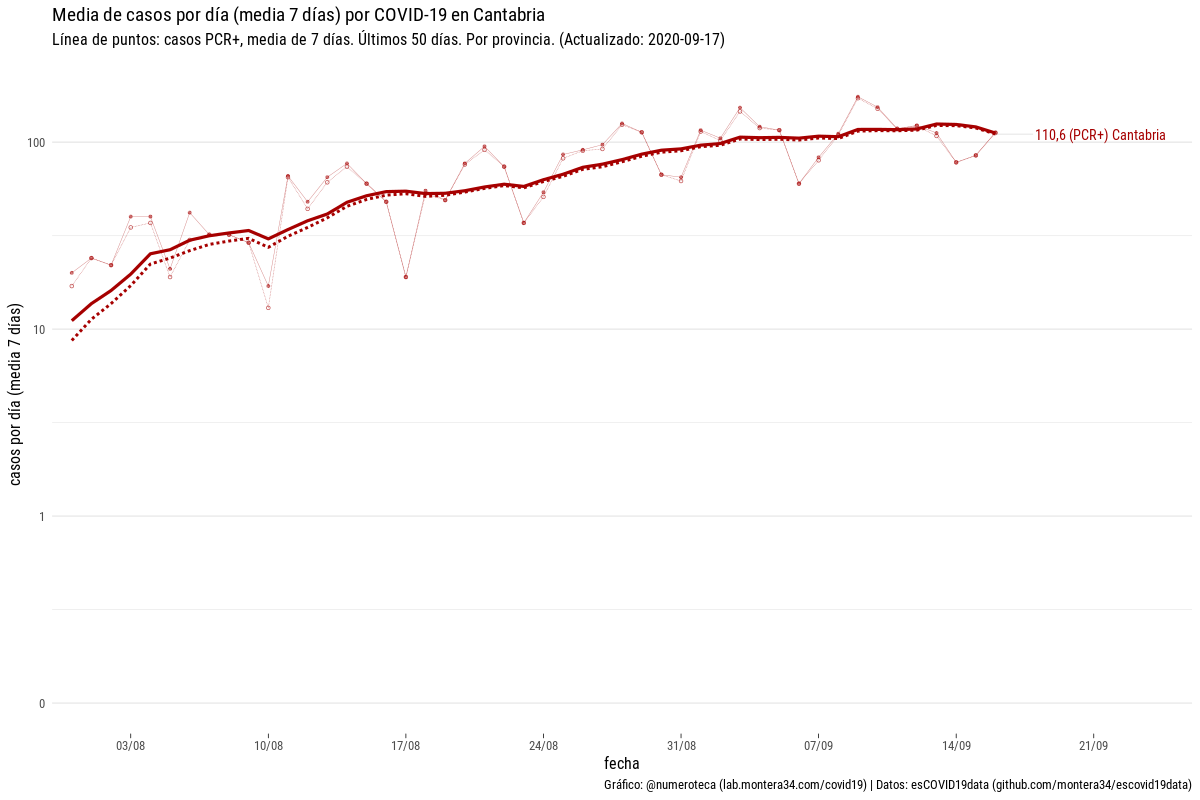 Media de casos por día (media 7 días) por COVID-19 en Cantabria
Línea de puntos: casos PCR+, media de 7 días. Últimos 50 días. Por provincia. (Actualizado: 2020-09-17)
casos por día (media 7 días)
100
10
1
0
110,6 (PCR+) Cantabria
03/08
10/08
17/08
24/08
31/08
07/09
14/09
21/09
fecha
Gráfico: @numeroteca (lab.montera34.com/covid19) | Datos: esCOVID19data (github.com/montera34/escovid19data)